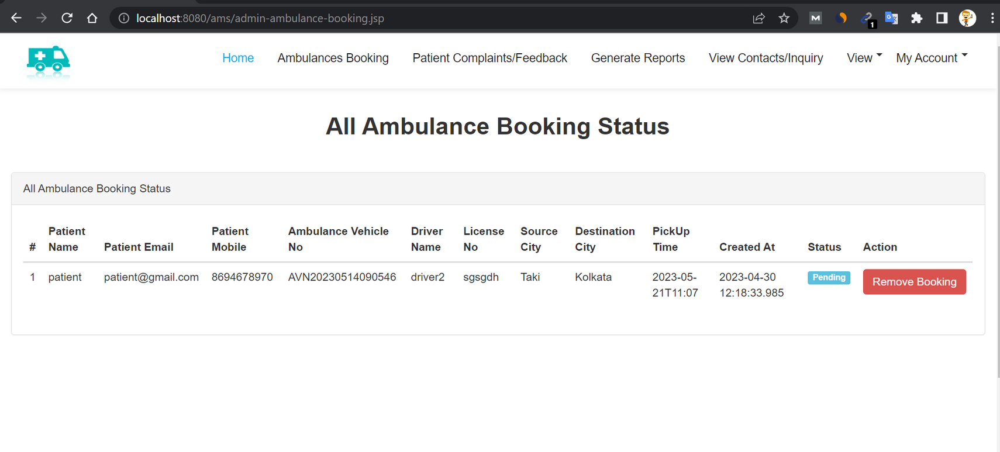 localhost:8080/ams/admin-ambulance-booking.jsp
1
Home Ambulances Booking Patient Complaints/Feedback Generate Reports View Contacts/Inquiry View My Account
All Ambulance Booking Status
All Ambulance Booking Status
# Patient Name Patient Email Patient Mobile Ambulance Vehicle No Driver Name License No Source City Destination City PickUp Time Created At Status Action
1 patient patient@gmail.com 8694678970 AVN20230514090546 driver2 sgsgdh Taki Kolkata 2023-05-21T11:07 2023-04-30 12:18:33.985 Pending Remove Booking